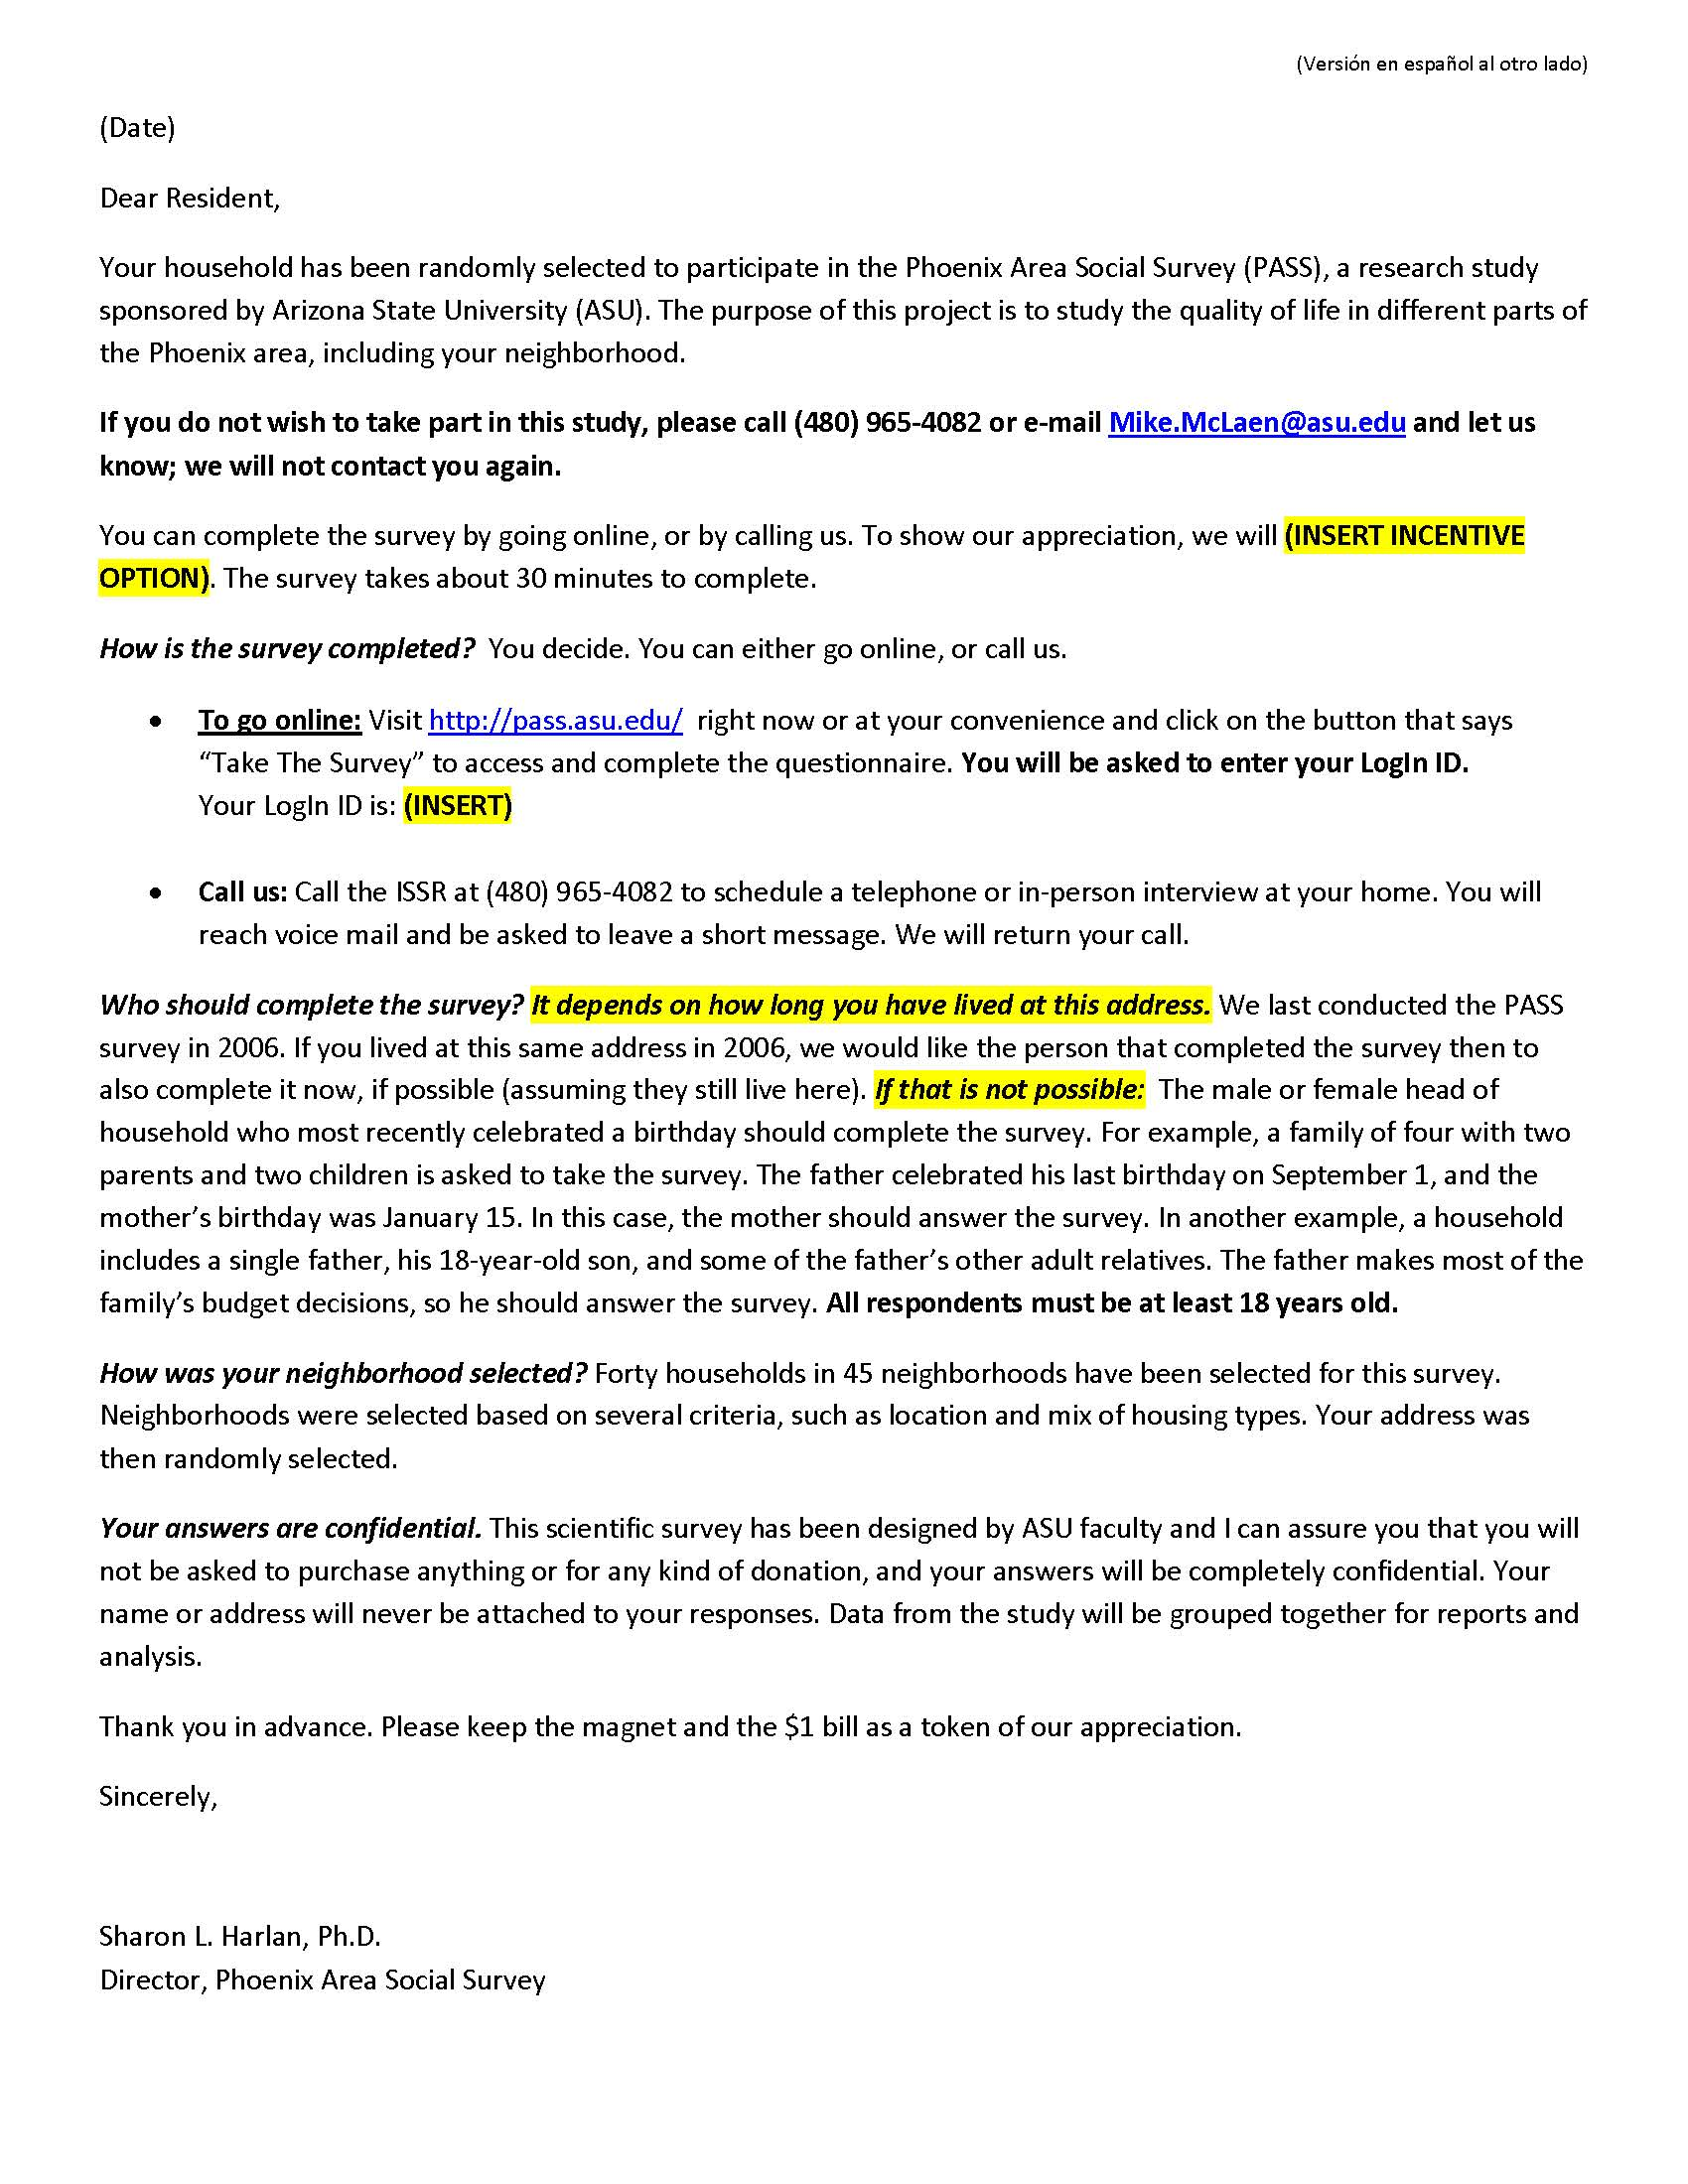 (Versión en español al otro lado)
(Date)
Dear Resident,
Your household has been randomly selected to participate in the Phoenix Area Social Survey (PASS), a research study
sponsored by Arizona State University (ASU). The purpose of this project is to study the quality of life in different parts of
the Phoenix area, including your neighborhood.
If you do not wish to take part in this study, please call (480) 965-4082 or e-mail Mike.McLaen@asu.edu and let us
know; we will not contact you again.
You can complete the survey by going online, or by calling us. To show our appreciation, we will (INSERT INCENTIVE
OPTION). The survey takes about 30 minutes to complete.
How is the survey completed?  You decide. You can either go online, or call us.
• To go online: Visit http://pass.asu.edu/  right now or at your convenience and click on the button that says
“Take The Survey” to access and complete the questionnaire. You will be asked to enter your LogIn ID.
Your LogIn ID is: (INSERT)
• Call us: Call the ISSR at (480) 965-4082 to schedule a telephone or in-person interview at your home. You will
reach voice mail and be asked to leave a short message. We will return your call.
Who should complete the survey? It depends on how long you have lived at this address. We last conducted the PASS
survey in 2006. If you lived at this same address in 2006, we would like the person that completed the survey then to
also complete it now, if possible (assuming they still live here). If that is not possible:  The male or female head of
household who most recently celebrated a birthday should complete the survey. For example, a family of four with two
parents and two children is asked to take the survey. The father celebrated his last birthday on September 1, and the
mother’s birthday was January 15. In this case, the mother should answer the survey. In another example, a household
includes a single father, his 18-year-old son, and some of the father’s other adult relatives. The father makes most of the
family’s budget decisions, so he should answer the survey. All respondents must be at least 18 years old.
How was your neighborhood selected? Forty households in 45 neighborhoods have been selected for this survey.
Neighborhoods were selected based on several criteria, such as location and mix of housing types. Your address was
then randomly selected.
Your answers are confidential. This scientific survey has been designed by ASU faculty and I can assure you that you will
not be asked to purchase anything or for any kind of donation, and your answers will be completely confidential. Your
name or address will never be attached to your responses. Data from the study will be grouped together for reports and
analysis.
Thank you in advance. Please keep the magnet and the $1 bill as a token of our appreciation.
Sincerely,
Sharon L. Harlan, Ph.D.
Director, Phoenix Area Social Survey